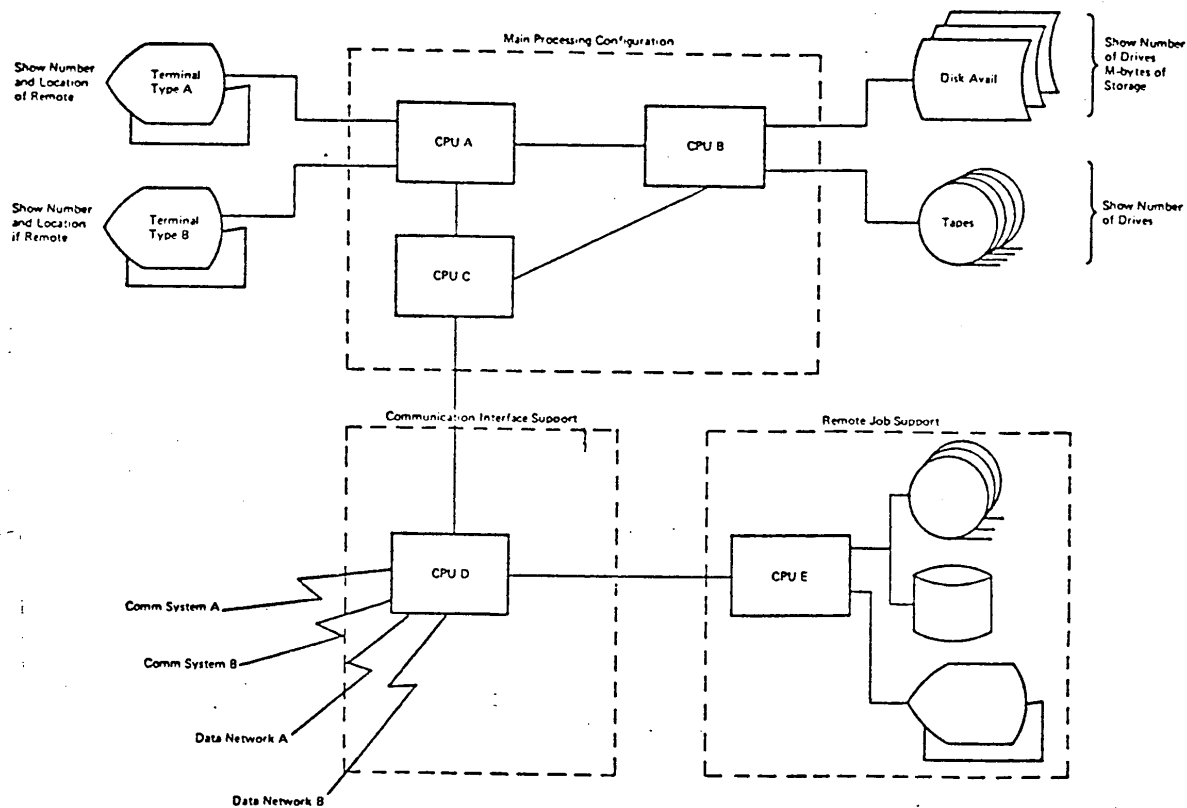 Main Processing Configuration
Show Number
and Location
of Remote
Terminal
Type A
CPU A
CPU B
Disk Avail
Show Number
of Drives
M-bytes of
Storage
Show Number
and Location
if Remote
Terminal
Type B
CPU C
Tapes
Show Number
of Drives
Communication Interface Support
Remote Job Support
CPU D
CPU E
Comm System A
Comm System B
Data Network A
Data Network B